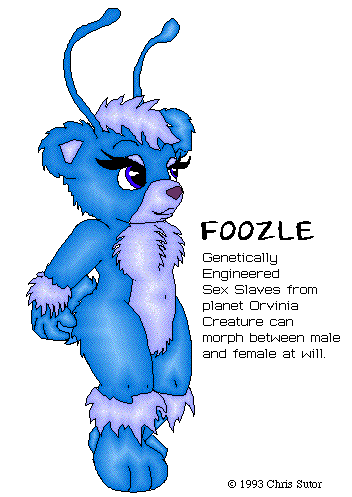 FOOZLE
Genetically
Engineered
Sex Slaves from
planet Orvinia
Creature can
morph between male
and female at will.
© 1993 Chris Sutor